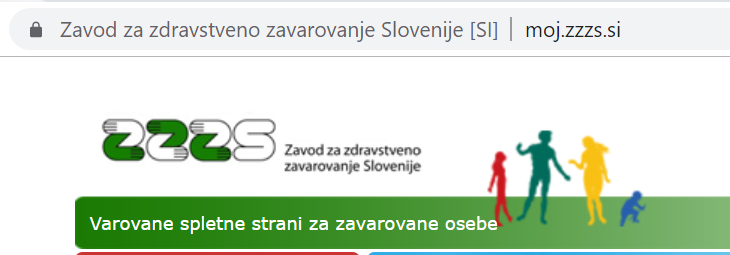 Zavod za zdravstveno zavarovanje Slovenije [SI] | moj.zzzs.si
ZZZS
Zavod za zdravstveno
zavarovanje Slovenije
Varovane spletne strani za zavarovane osebe